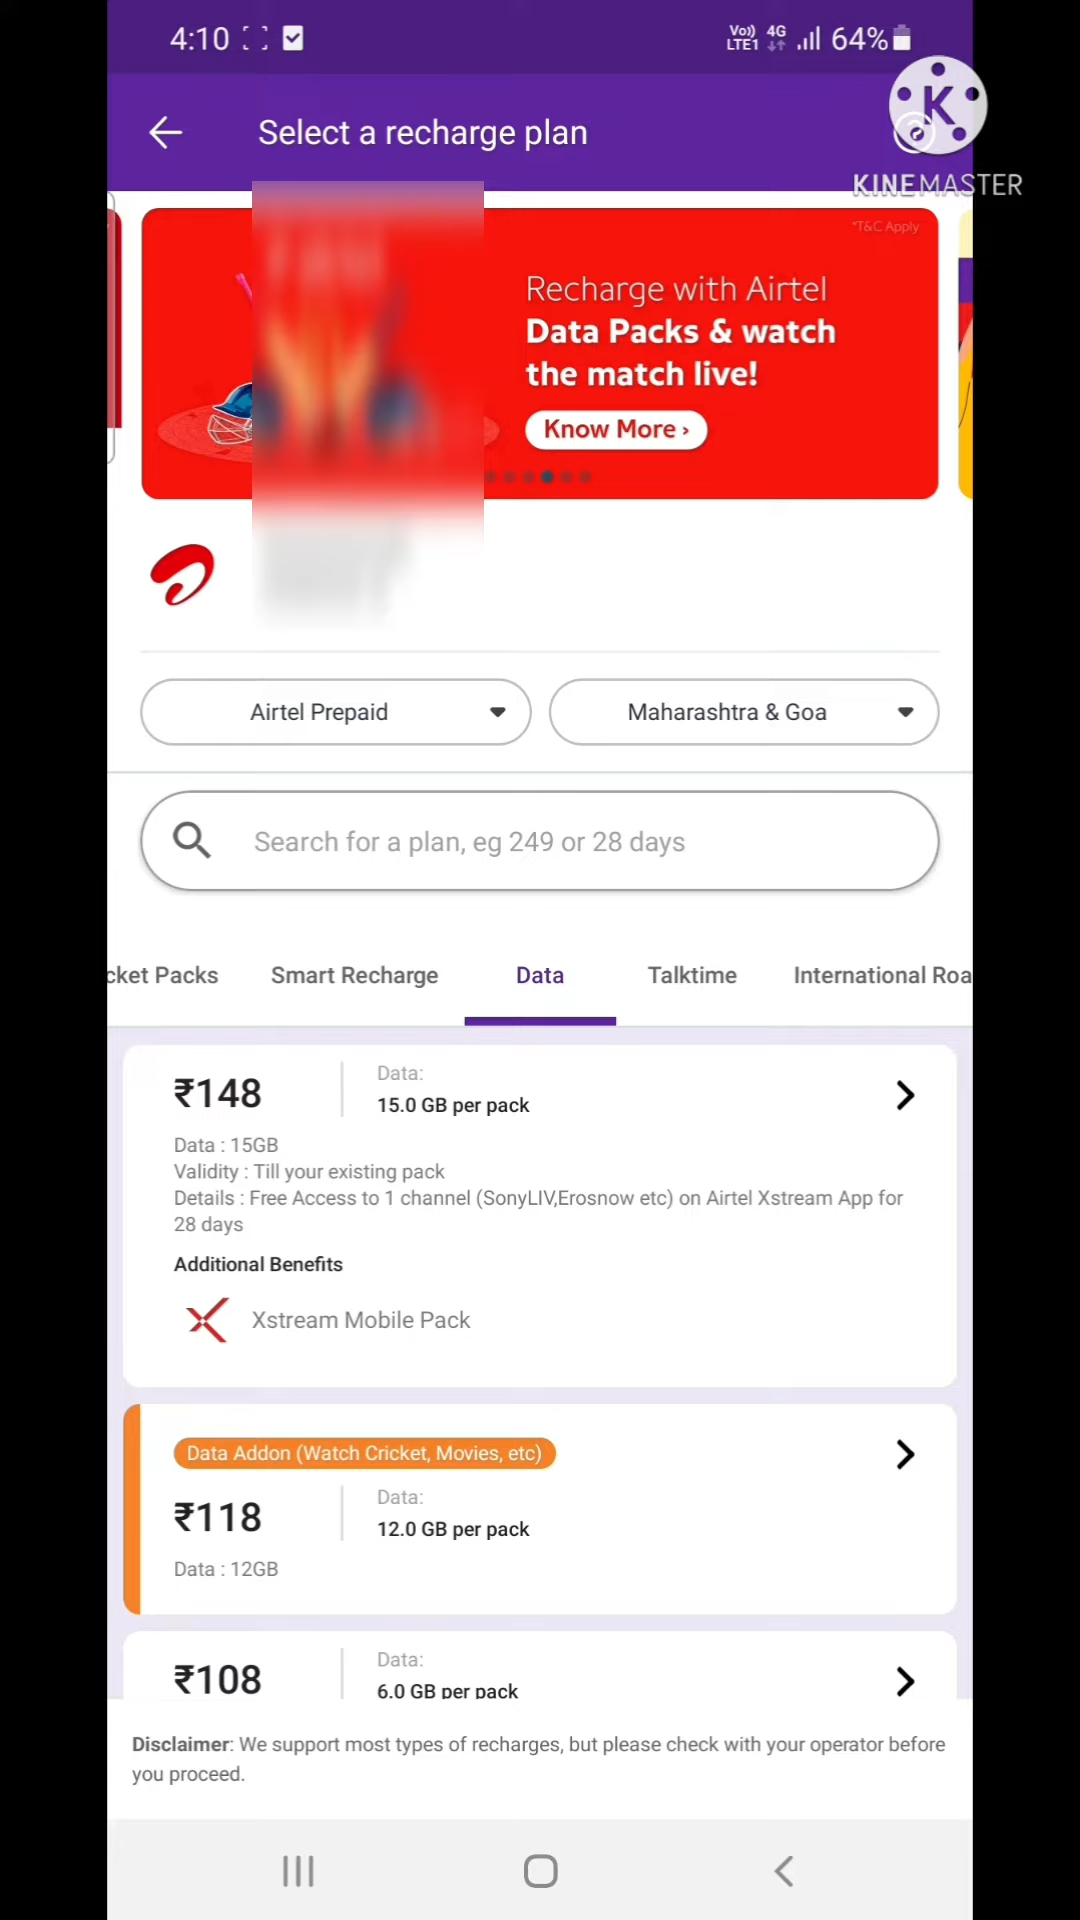 4:10
Vo)) 4G
LTE1
64%
Select a recharge plan
K
KINEMASTER
*T&C Apply
Recharge with Airtel
Data Packs & watch
the match live!
Know More ›
Airtel Prepaid
Maharashtra & Goa
Search for a plan, eg 249 or 28 days
cket Packs
Smart Recharge
Data
Talktime
International Roa
₹148
Data:
15.0 GB per pack
Data : 15GB
Validity : Till your existing pack
Details : Free Access to 1 channel (SonyLIV,Erosnow etc) on Airtel Xstream App for
28 days
Additional Benefits
Xstream Mobile Pack
Data Addon (Watch Cricket, Movies, etc)
₹118
Data:
12.0 GB per pack
Data : 12GB
₹108
Data:
6.0 GB per pack
Disclaimer: We support most types of recharges, but please check with your operator before
you proceed.